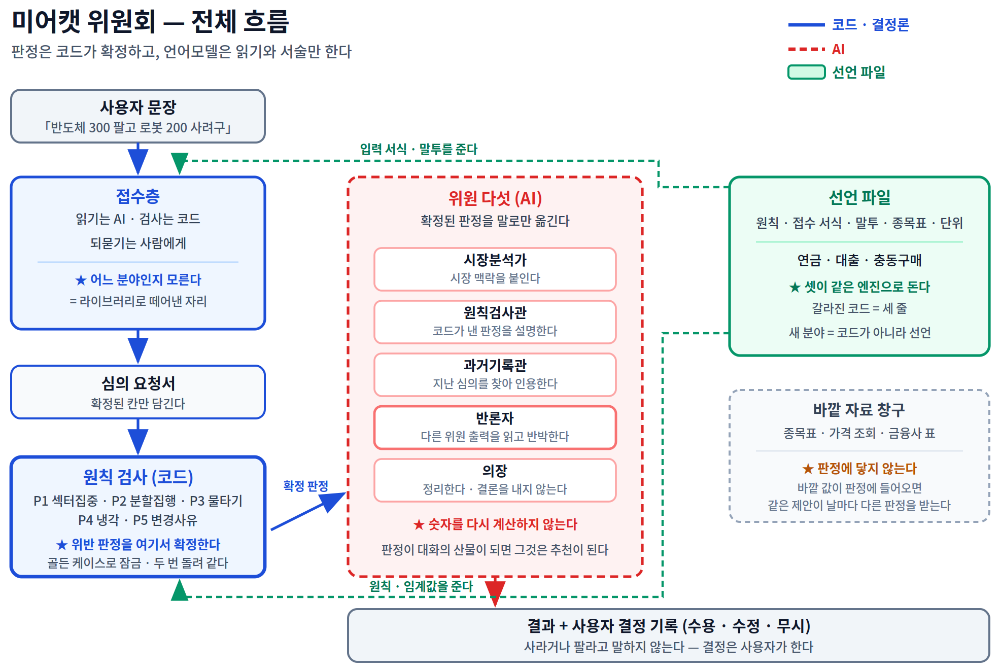 미어캣 위원회 — 전체 흐름
판정은 코드가 확정하고, 언어모델은 읽기와 서술만 한다
코드 · 결정론
AI
선언 파일
사용자 문장
「반도체 300 팔고 로봇 200 사려구」
입력 서식 · 말투를 준다
접수층
읽기는 AI · 검사는 코드
되묻기는 사람에게
★ 어느 분야인지 모른다
= 라이브러리로 떼어낸 자리
심의 요청서
확정된 칸만 담긴다
원칙 검사 (코드)
P1 섹터집중 · P2 분할집행 · P3 물타기
P4 냉각 · P5 변경사유
★ 위반 판정을 여기서 확정한다
골든 케이스로 잠금 · 두 번 돌려 같다
확정 판정
위원 다섯 (AI)
확정된 판정을 말로만 옮긴다
시장분석가
시장 맥락을 붙인다
원칙검사관
코드가 낸 판정을 설명한다
과거기록관
지난 심의를 찾아 인용한다
반론자
다른 위원 출력을 읽고 반박한다
의장
정리한다 · 결론을 내지 않는다
★ 숫자를 다시 계산하지 않는다
판정이 대화의 산물이 되면 그것은 추천이 된다
원칙 · 임계값을 준다
선언 파일
원칙 · 접수 서식 · 말투 · 종목표 · 단위
연금 · 대출 · 충동구매
★ 셋이 같은 엔진으로 돈다
갈라진 코드 = 세 줄
새 분야 = 코드가 아니라 선언
바깥 자료 창구
종목표 · 가격 조회 · 금융사 표
★ 판정에 닿지 않는다
바깥 값이 판정에 들어오면
같은 제안이 날마다 다른 판정을 받는다
결과 + 사용자 결정 기록 (수용 · 수정 · 무시)
사라거나 팔라고 말하지 않는다 — 결정은 사용자가 한다